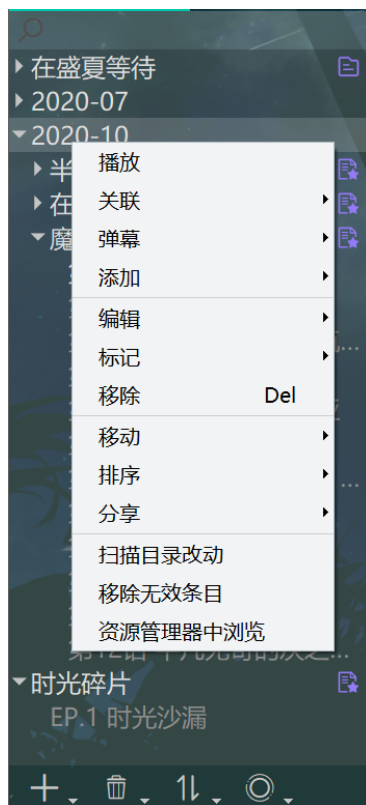 在盛夏等待
2020-07
2020-10
半
在
魔
播放
关联
弹幕
添加
编辑
标记
移除 Del
移动
排序
分享
扫描目录改动
移除无效条目
资源管理器中浏览
时光碎片
EP.1 时光沙漏